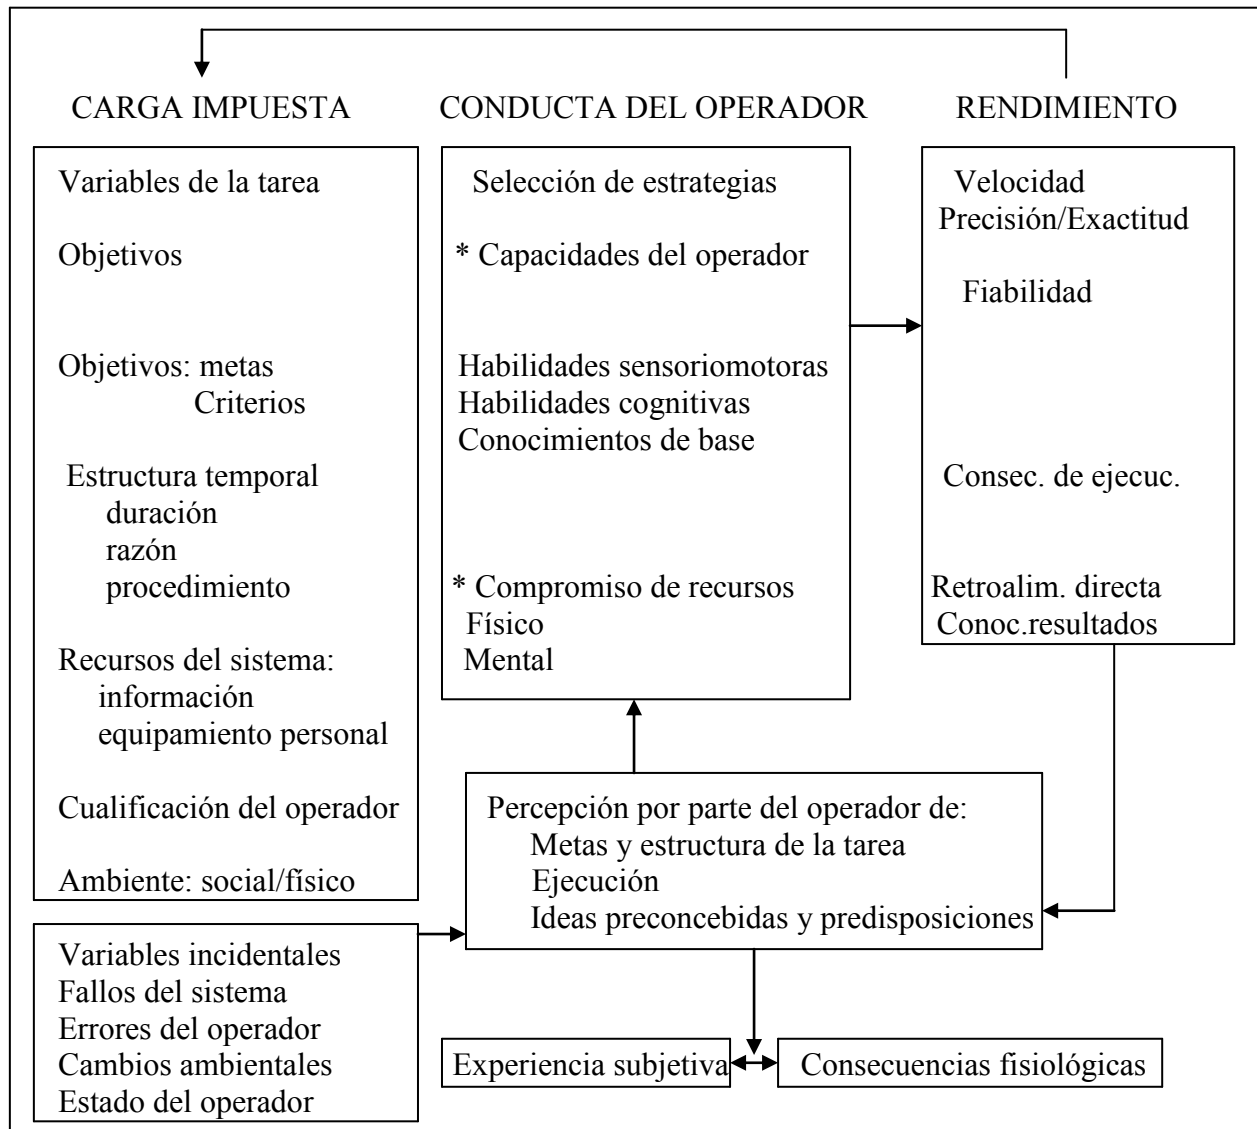 CARGA IMPUESTA
Variables de la tarea
Objetivos
Objetivos: metas
Criterios
Estructura temporal
duración
razón
procedimiento
Recursos del sistema:
información
equipamiento personal
Cualificación del operador
Ambiente: social/físico
Variables incidentales
Fallos del sistema
Errores del operador
Cambios ambientales
Estado del operador
CONDUCTA DEL OPERADOR
Selección de estrategias
* Capacidades del operador
Habilidades sensoriomotoras
Habilidades cognitivas
Conocimientos de base
* Compromiso de recursos
Físico
Mental
RENDIMIENTO
Velocidad
Precisión/Exactitud
Fiabilidad
Consec. de ejecuc.
Retroalim. directa
Conoc.resultados
Percepción por parte del operador de:
Metas y estructura de la tarea
Ejecución
Ideas preconcebidas y predisposiciones
Experiencia subjetiva
Consecuencias fisiológicas